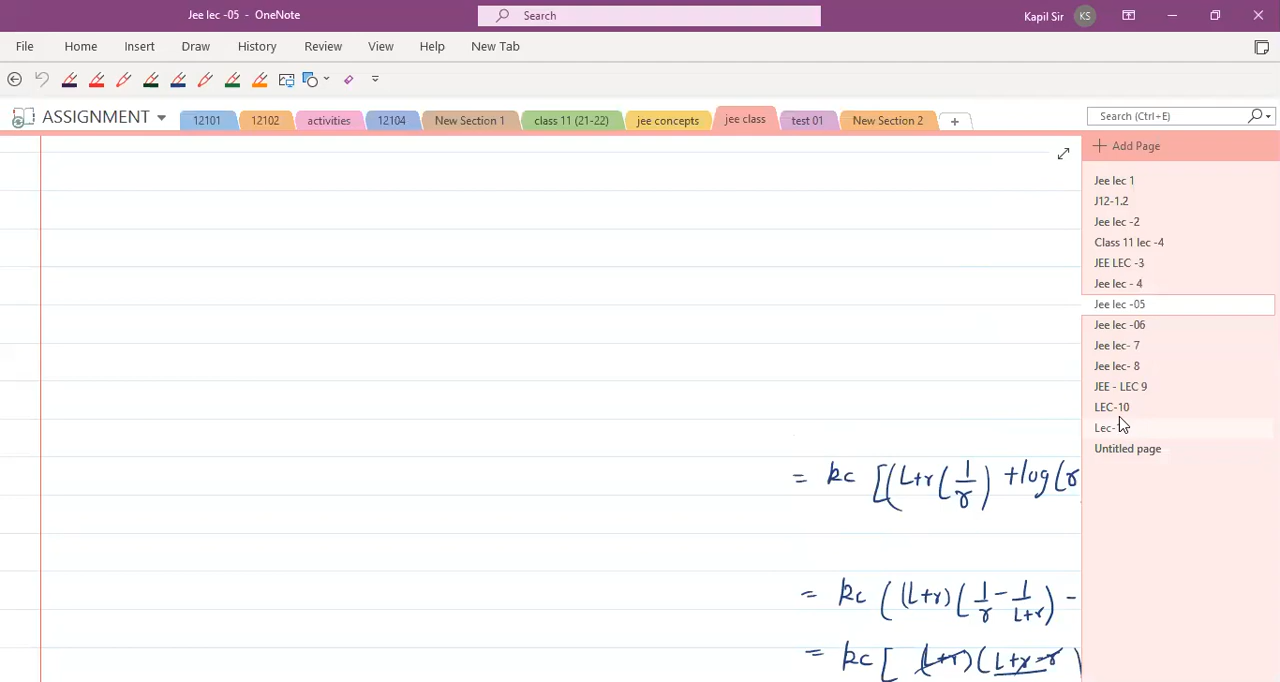 Jee lec -05 - OneNote
Search
Kapil Sir KS
File Home Insert Draw History Review View Help New Tab
ASSIGNMENT
12101 12102 activities 12104 New Section 1 class 11 (21-22) jee concepts jee class test 01 New Section 2
Search (Ctrl+E)
Add Page
Jee lec 1
J12-1.2
Jee lec -2
Class 11 lec -4
JEE LEC -3
Jee lec - 4
Jee lec -05
Jee lec -06
Jee lec- 7
Jee lec- 8
JEE - LEC 9
LEC-10
Lec-
Untitled page
= kc [(L+r(1/r) +log(r
= kc ((L+r)(1/r - 1/L+r) -
= kc [ (L+r)(L+r-r)